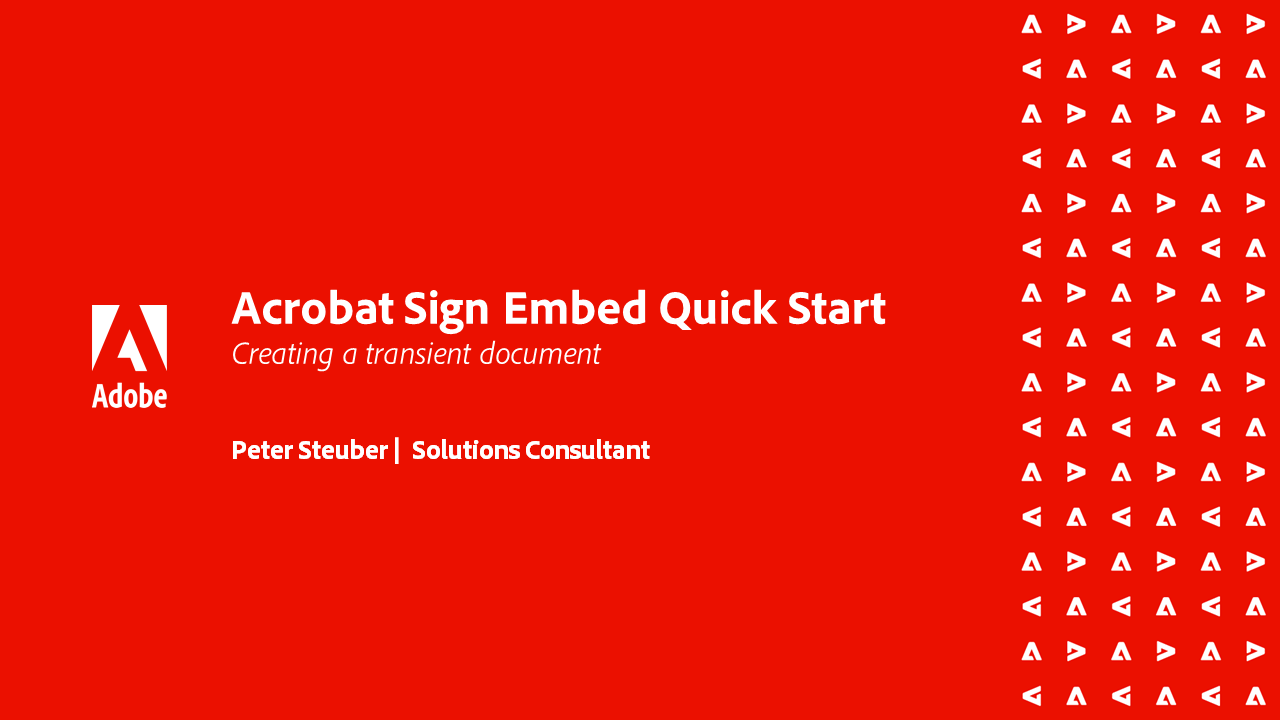 Acrobat Sign Embed Quick Start
Creating a transient document
Adobe
Peter Steuber | Solutions Consultant